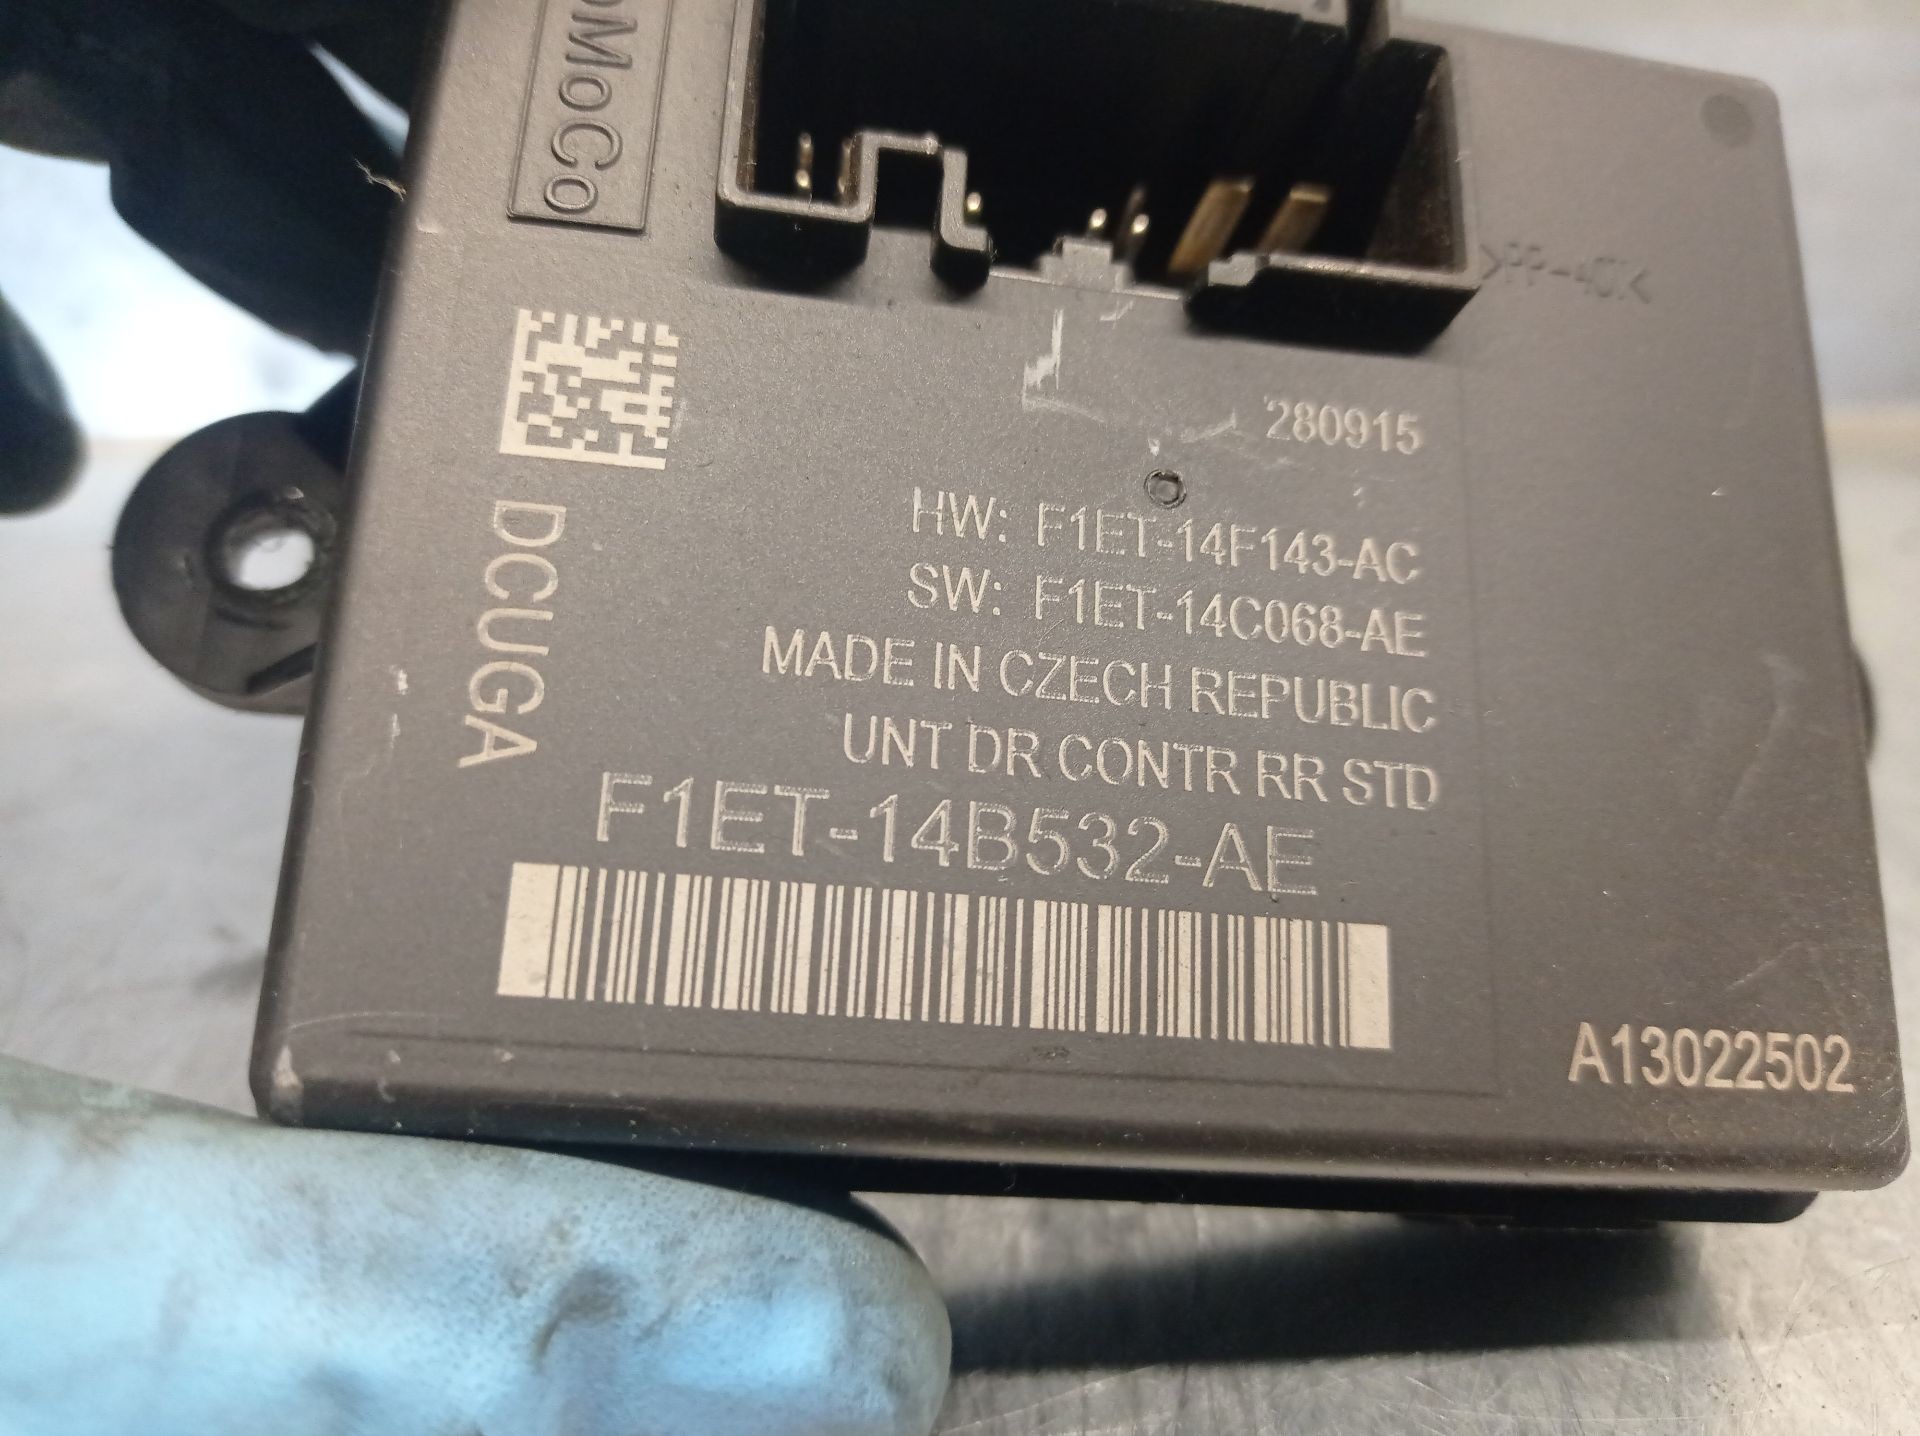 MoCo
>PP-
280915
HW: F1ET-14F143-AC
SW: F1ET-14C068-AE
MADE IN CZECH REPUBLIC
UNT DR CONTR RR STD
F1ET-14B532-AE
DCUGA
A13022502